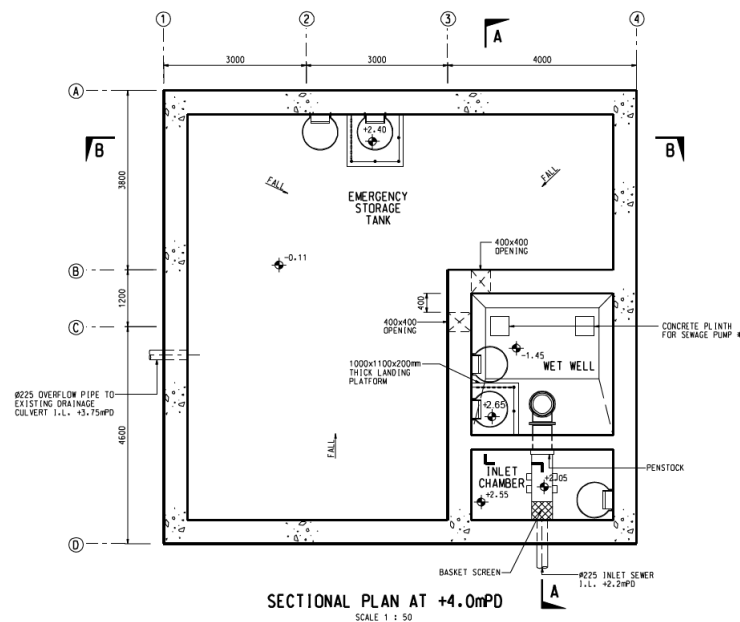 1
2
3
4
A
3000
3000
4000
A
B
B
3800
+2.40
FALL
FALL
EMERGENCY
STORAGE
TANK
400x400
OPENING
-0.11
B
1200
400
C
400x400
OPENING
CONCRETE PLINTH
FOR SEWAGE PUMP
-1.45
WET WELL
1000x1100x200mm
THICK LANDING
PLATFORM
Ø225 OVERFLOW PIPE TO
EXISTING DRAINAGE
CULVERT I.L. +3.75mPD
+2.65
4600
FALL
PENSTOCK
INLET
CHAMBER
+2.05
+2.55
D
BASKET SCREEN
Ø225 INLET SEWER
I.L. +2.2mPD
A
SECTIONAL PLAN AT +4.0mPD
SCALE 1 : 50